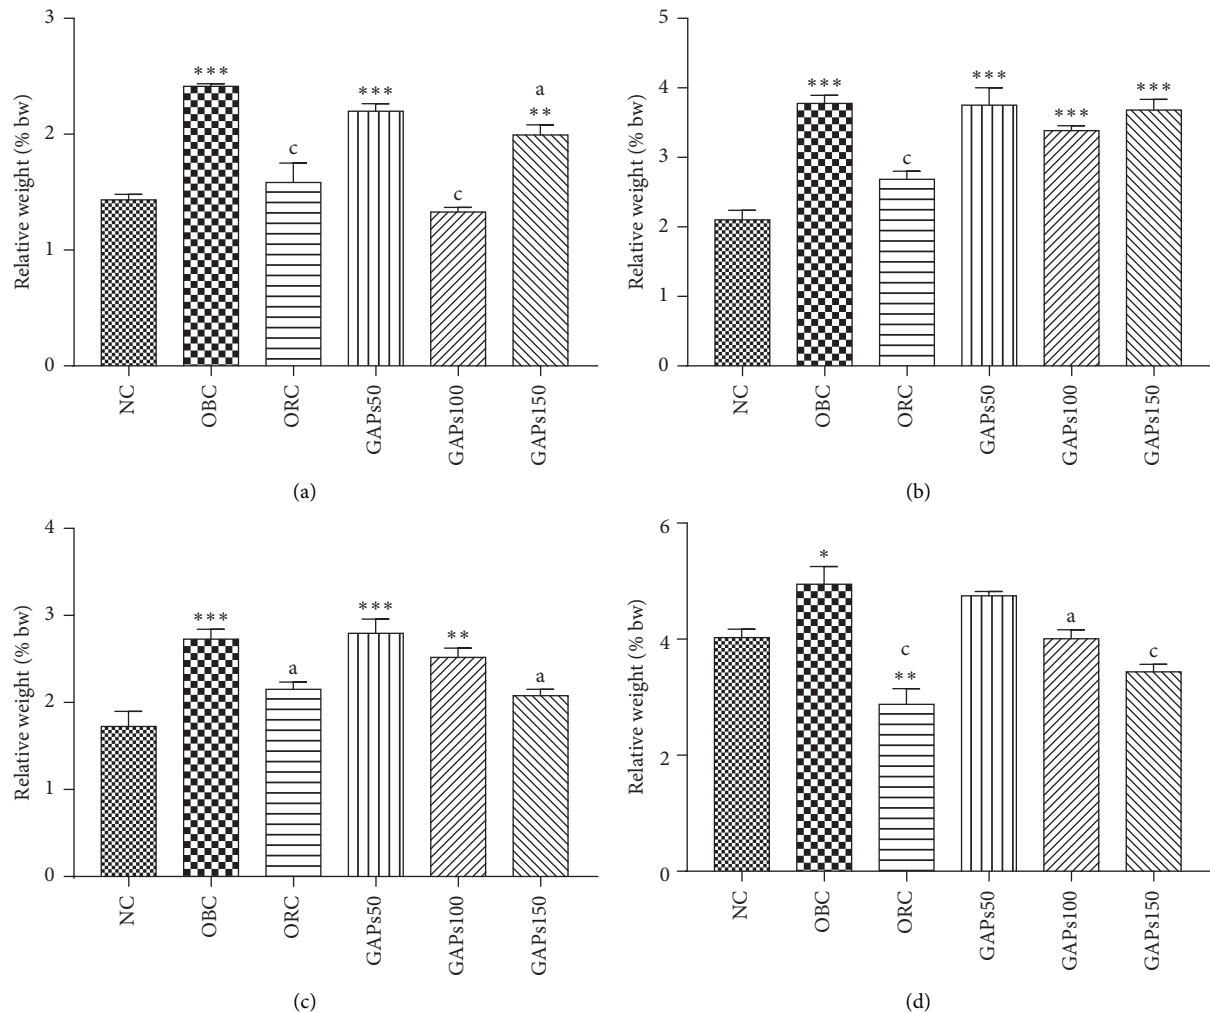 Relative weight (% bw)
3
2
1
0
***
c
***
c
a
**
NC
OBC
ORC
GAPs50
GAPs100
GAPs150
(a)
Relative weight (% bw)
5
4
3
2
1
0
***
c
***
***
***
NC
OBC
ORC
GAPs50
GAPs100
GAPs150
(b)
Relative weight (% bw)
4
3
2
1
0
***
a
***
**
a
NC
OBC
ORC
GAPs50
GAPs100
GAPs150
(c)
Relative weight (% bw)
6
4
2
0
*
c
**
a
c
NC
OBC
ORC
GAPs50
GAPs100
GAPs150
(d)